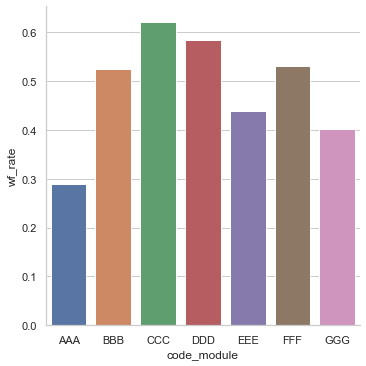 0.6
0.5
0.4
0.3
0.2
0.1
0.0
wf_rate
AAA BBB CCC DDD EEE FFF GGG
code_module